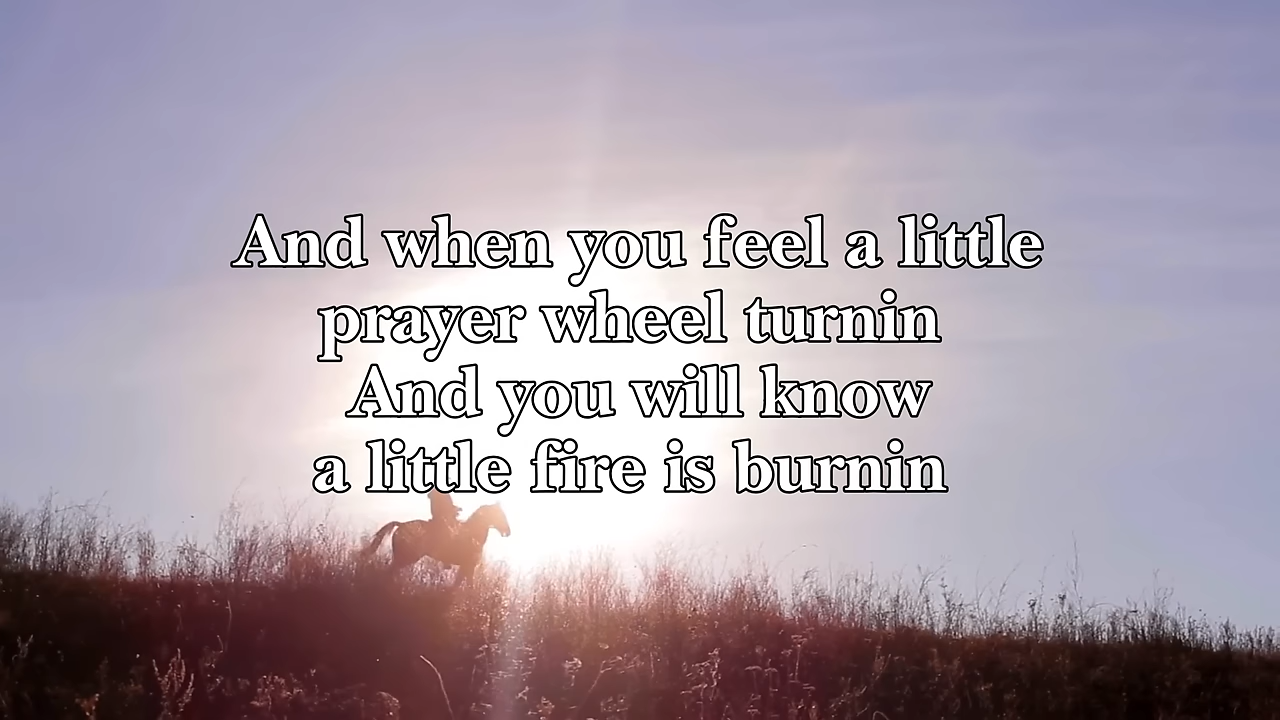 And when you feel a little
prayer wheel turnin
And you will know
a little fire is burnin